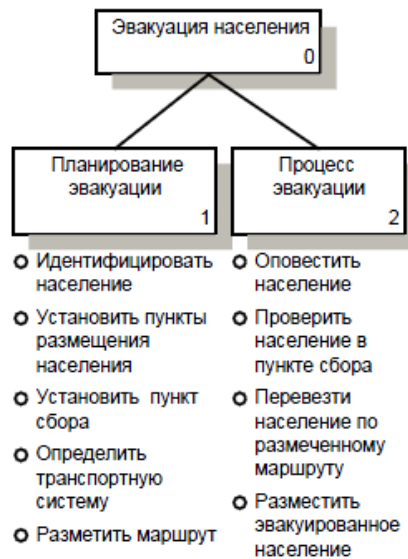 Эвакуация населения
0
Планирование
эвакуации
1
Процесс
эвакуации
2
Идентифицировать
население
Установить пункты
размещения
населения
Установить пункт
сбора
Определить
транспортную
систему
Разметить маршрут
Оповестить
население
Проверить
население в
пункте сбора
Перевезти
население по
размеченному
маршруту
Разместить
эвакуированное
население